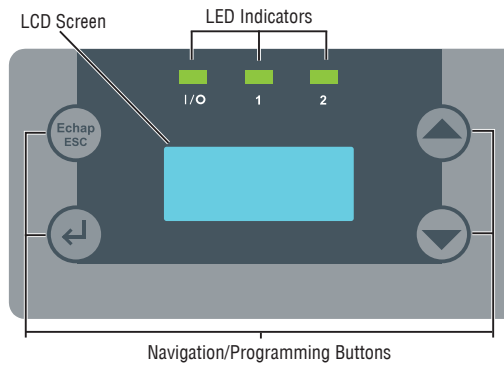 LED Indicators
LCD Screen
I/O 1 2
Echap
ESC
Navigation/Programming Buttons